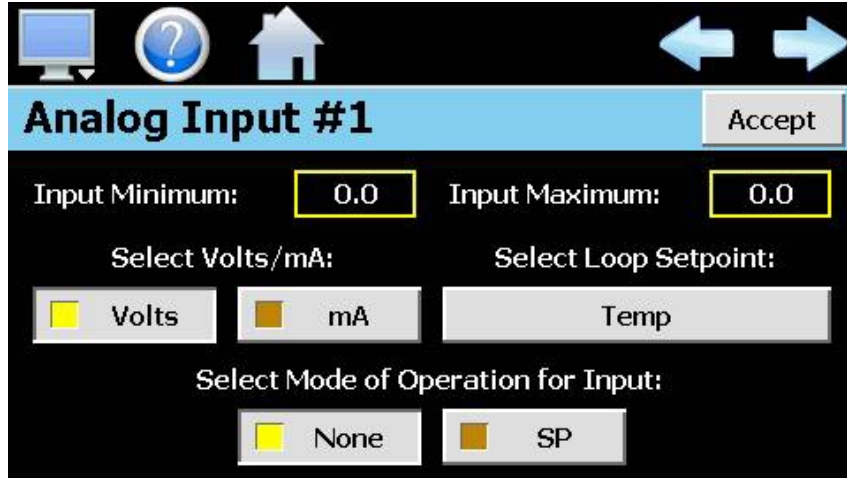 ?
Analog Input #1 Accept
Input Minimum: 0.0 Input Maximum: 0.0
Select Volts/mA: Select Loop Setpoint:
Volts mA Temp
Select Mode of Operation for Input:
None SP